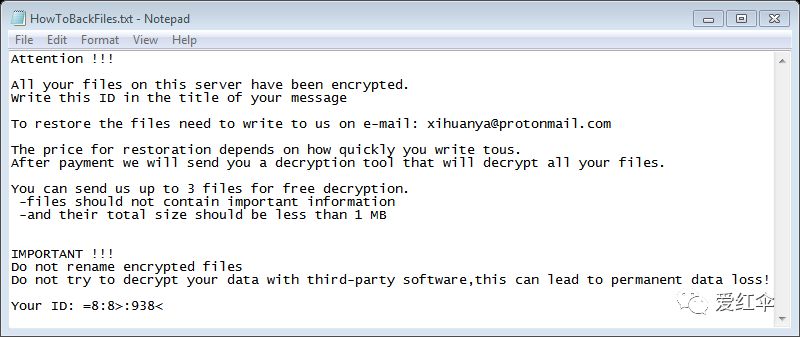 HowToBackFiles.txt - Notepad
File Edit Format View Help
Attention !!!
All your files on this server have been encrypted.
Write this ID in the title of your message
To restore the files need to write to us on e-mail: xihuanya@protonmail.com
The price for restoration depends on how quickly you write tous.
After payment we will send you a decryption tool that will decrypt all your files.
You can send us up to 3 files for free decryption.
-files should not contain important information
-and their total size should be less than 1 MB
IMPORTANT !!!
Do not rename encrypted files
Do not try to decrypt your data with third-party software,this can lead to permanent data loss!
Your ID: =8:8>:938<
爱红伞